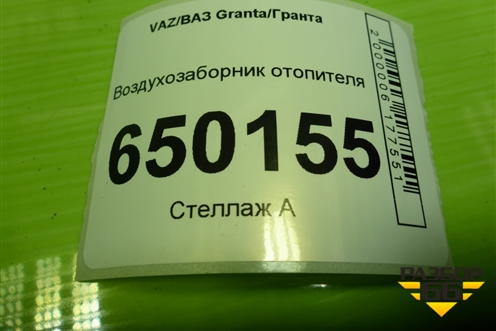 VAZ/ВАЗ Granta/Гранта
Воздухозаборник отопителя
650155
Стеллаж А
2000006177551
РАЗБОР
66